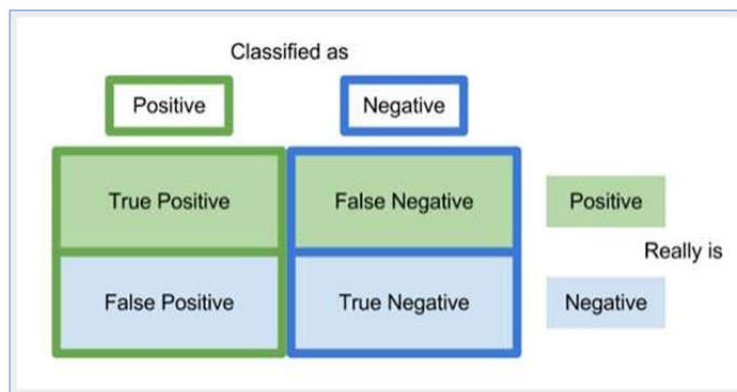 Classified as
Positive Negative
True Positive False Negative Positive
Really is
False Positive True Negative Negative